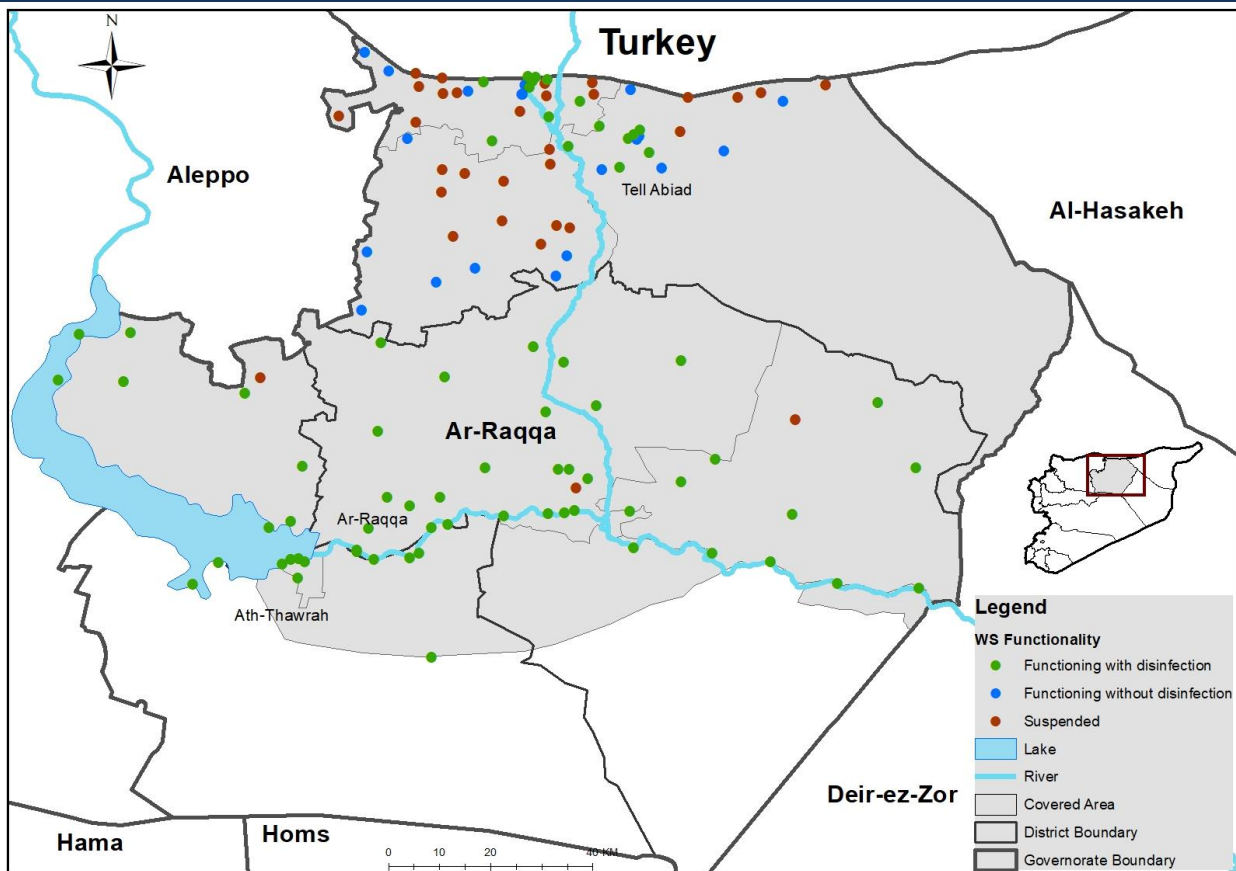 N
Turkey
Aleppo
Tell Abiad
Al-Hasakeh
Ar-Raqqa
Ar-Raqqa
Ath-Thawrah
Deir-ez-Zor
Hama
Homs
0 10 20 40 KM
Legend
WS Functionality
Functioning with disinfection
Functioning without disinfection
Suspended
Lake
River
Covered Area
District Boundary
Governorate Boundary